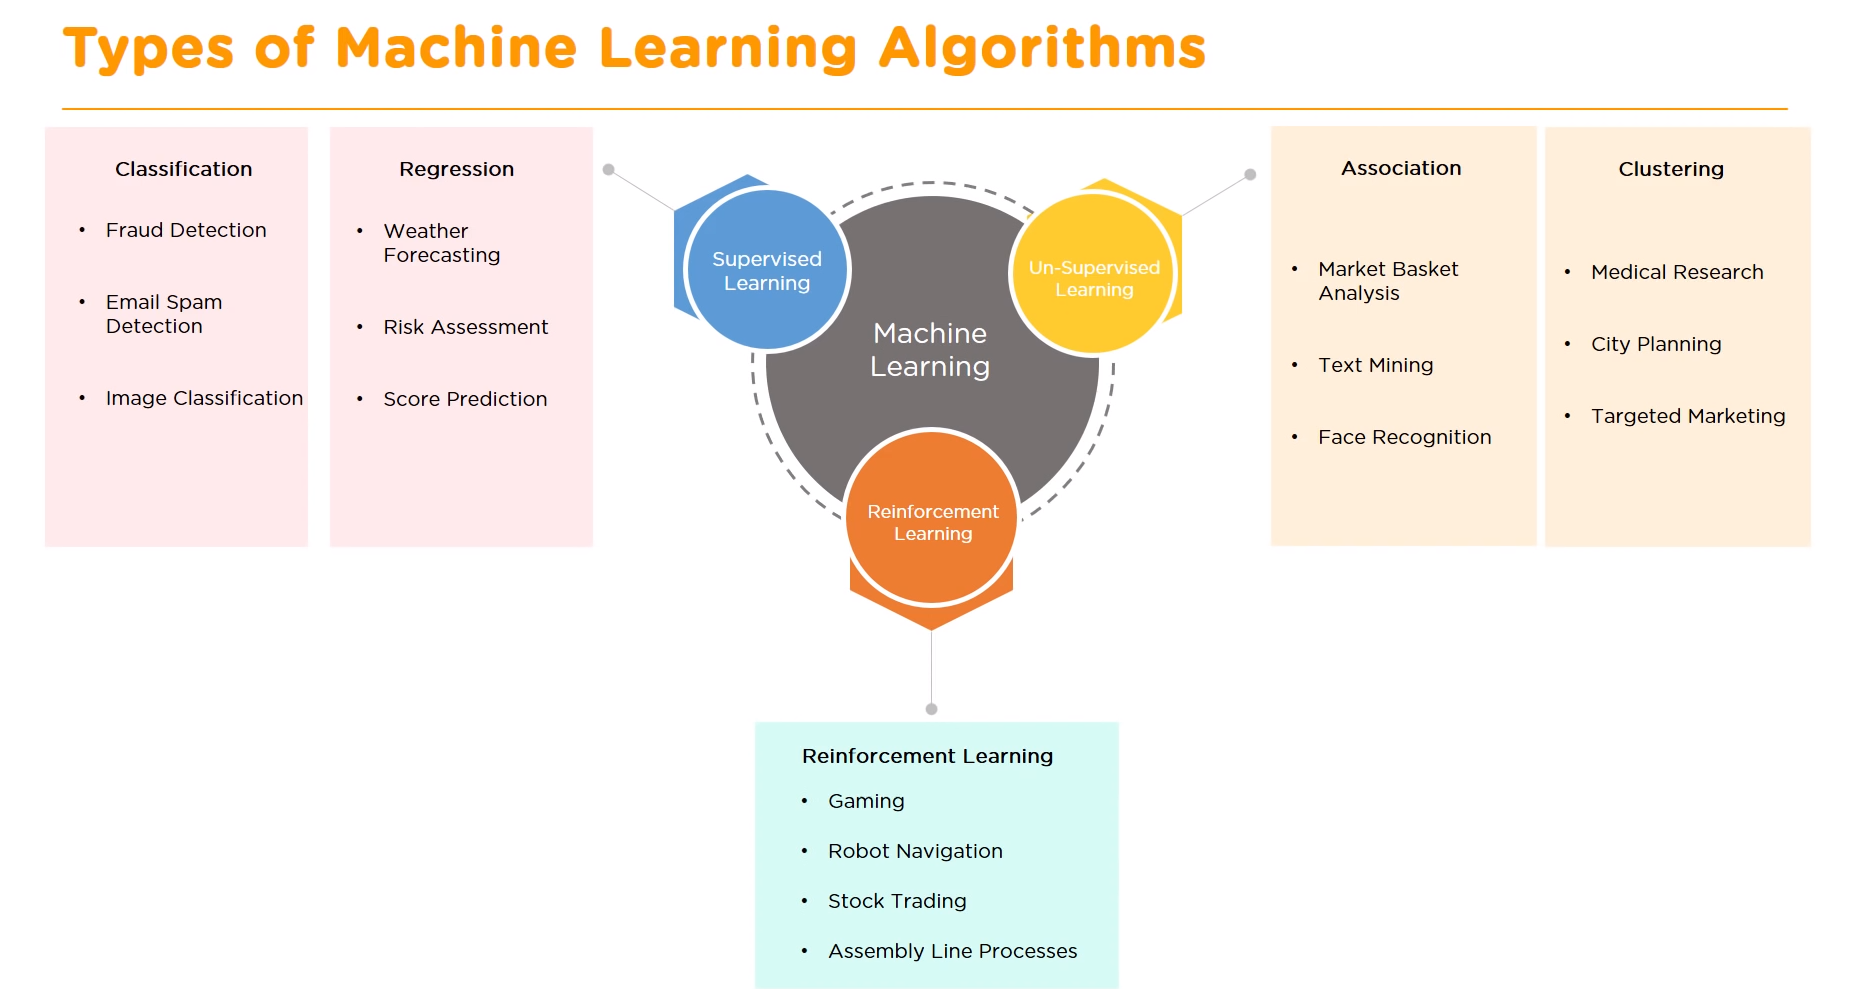 Types of Machine Learning Algorithms
Classification
• Fraud Detection
• Email Spam
Detection
• Image Classification
Regression
• Weather
Forecasting
• Risk Assessment
• Score Prediction
Supervised
Learning
Machine
Learning
Un-Supervised
Learning
Reinforcement
Learning
Association
• Market Basket
Analysis
• Text Mining
• Face Recognition
Clustering
• Medical Research
• City Planning
• Targeted Marketing
Reinforcement Learning
• Gaming
• Robot Navigation
• Stock Trading
• Assembly Line Processes